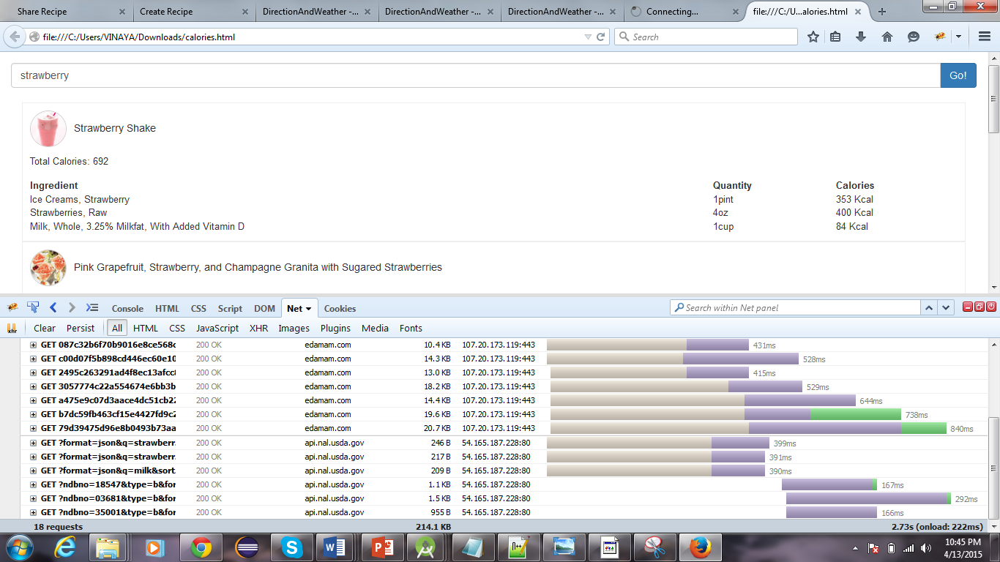 Share Recipe Create Recipe DirectionAndWeather -... DirectionAndWeather -... DirectionAndWeather -... Connecting... file:///C:/U...alories.html
file:///C:/Users/VINAYA/Downloads/calories.html Search
strawberry Go!
Strawberry Shake
Total Calories: 692
Ingredient Quantity Calories
Ice Creams, Strawberry 1pint 353 Kcal
Strawberries, Raw 4oz 400 Kcal
Milk, Whole, 3.25% Milkfat, With Added Vitamin D 1cup 84 Kcal
Pink Grapefruit, Strawberry, and Champagne Granita with Sugared Strawberries
Console HTML CSS Script DOM Net Cookies Search within Net panel
xhr Clear Persist All HTML CSS JavaScript XHR Images Plugins Media Fonts
GET 087c32b6f70b9016e8ce568c 200 OK edamam.com 10.4 KB 107.20.173.119:443 431ms
GET c00d07f5b898cd446ec60e10 200 OK edamam.com 14.3 KB 107.20.173.119:443 528ms
GET 2495c263291ad4f8ec13afcc8 200 OK edamam.com 13.0 KB 107.20.173.119:443 415ms
GET 3057774c22a554674e6bb3b 200 OK edamam.com 18.2 KB 107.20.173.119:443 529ms
GET a475e9c07d3aace4dc51cb22 200 OK edamam.com 14.4 KB 107.20.173.119:443 644ms
GET b7dc59fb463cf15e4427fd9c2 200 OK edamam.com 19.6 KB 107.20.173.119:443 738ms
GET 79d39475d96e8b0493b73aa 200 OK edamam.com 20.7 KB 107.20.173.119:443 840ms
GET ?format=json&q=strawberr 200 OK api.nal.usda.gov 246 B 54.165.187.228:80 399ms
GET ?format=json&q=strawberr 200 OK api.nal.usda.gov 217 B 54.165.187.228:80 391ms
GET ?format=json&q=milk&sort 200 OK api.nal.usda.gov 209 B 54.165.187.228:80 390ms
GET ?ndbno=18547&type=b&for 200 OK api.nal.usda.gov 1.1 KB 54.165.187.228:80 167ms
GET ?ndbno=03681&type=b&for 200 OK api.nal.usda.gov 1.5 KB 54.165.187.228:80 292ms
GET ?ndbno=35001&type=b&for 200 OK api.nal.usda.gov 955 B 54.165.187.228:80 166ms
18 requests 214.1 KB 2.73s (onload: 222ms)
10:45 PM
4/13/2015